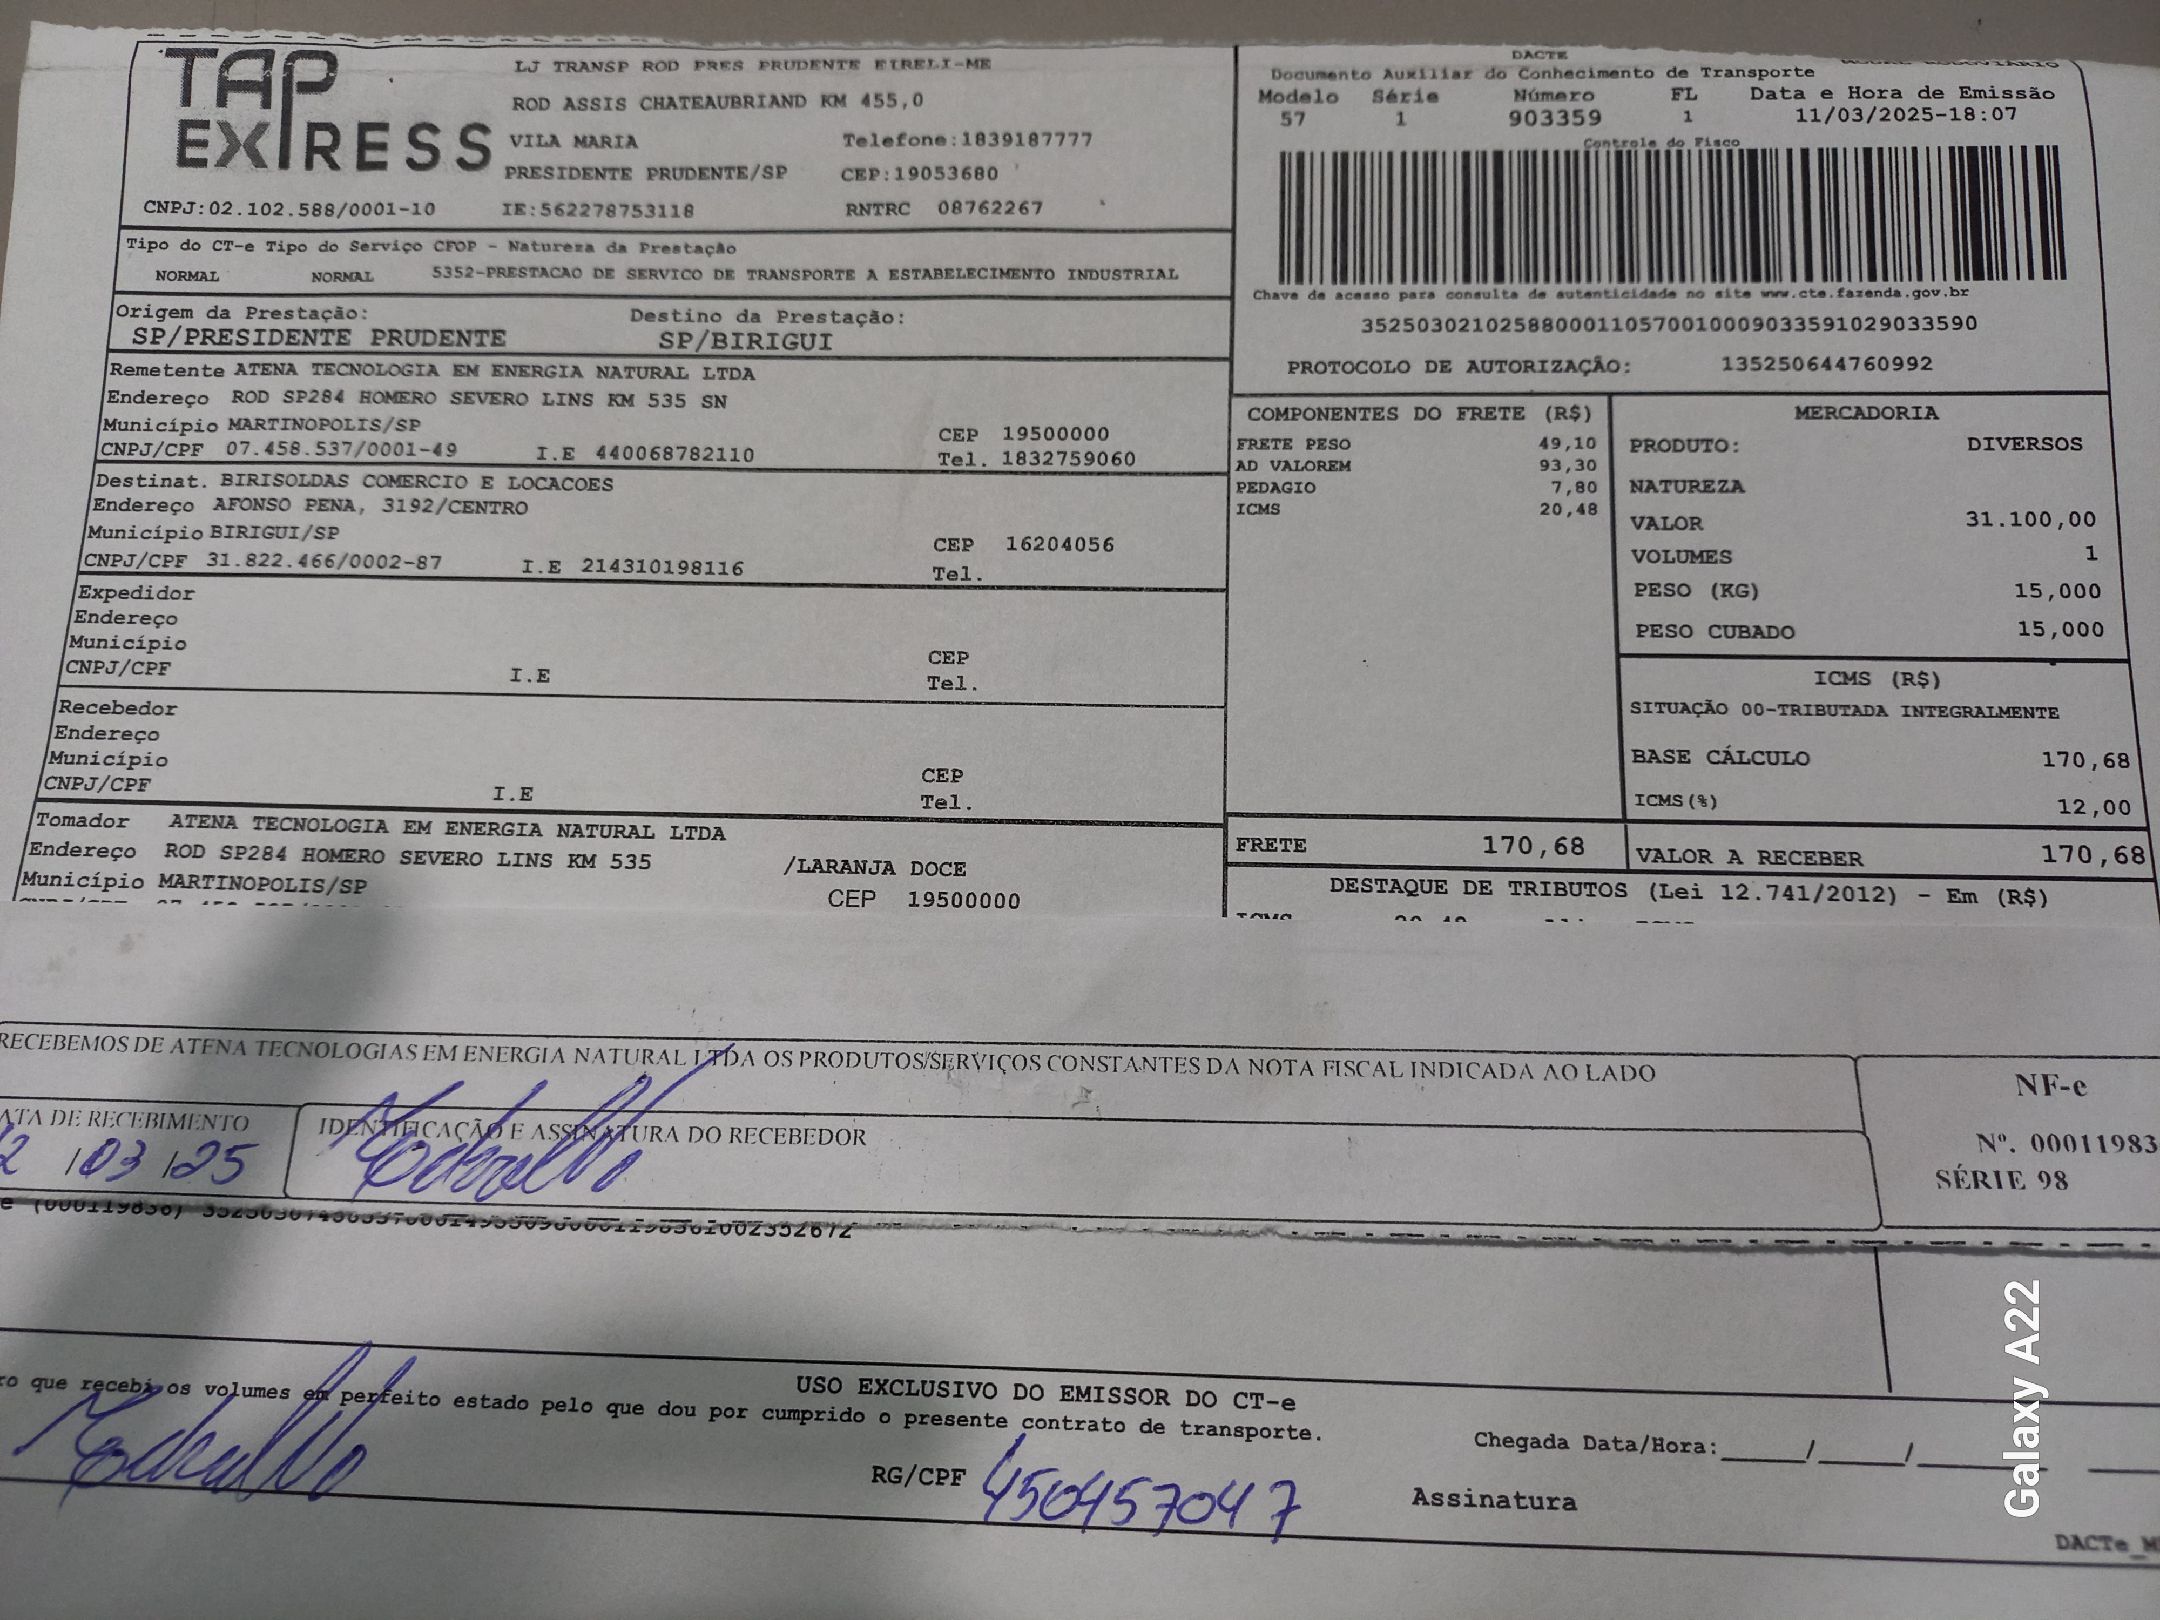 TAP EXPRESS
LJ TRANSP ROD PRES PRUDENTE EIRELI-ME
ROD ASSIS CHATEAUBRIAND KM 455,0
VILA MARIA Telefone:1839187777
PRESIDENTE PRUDENTE/SP CEP:19053680
CNPJ:02.102.588/0001-10 IE:562278753118 RNTRC 08762267
Tipo do CT-e Tipo do Serviço CFOP - Natureza da Prestação
NORMAL NORMAL 5352-PRESTACAO DE SERVICO DE TRANSPORTE A ESTABELECIMENTO INDUSTRIAL
Origem da Prestação: Destino da Prestação:
SP/PRESIDENTE PRUDENTE SP/BIRIGUI
Remetente ATENA TECNOLOGIA EM ENERGIA NATURAL LTDA
Endereço ROD SP284 HOMERO SEVERO LINS KM 535 SN
Município MARTINOPOLIS/SP CEP 19500000
CNPJ/CPF 07.458.537/0001-49 I.E 440068782110 Tel. 1832759060
Destinat. BIRISOLDAS COMERCIO E LOCACOES
Endereço AFONSO PENA, 3192/CENTRO
Município BIRIGUI/SP CEP 16204056
CNPJ/CPF 31.822.466/0002-87 I.E 214310198116 Tel.
Expedidor
Endereço
Município CEP
CNPJ/CPF I.E Tel.
Recebedor
Endereço
Município CEP
CNPJ/CPF I.E Tel.
Tomador ATENA TECNOLOGIA EM ENERGIA NATURAL LTDA
Endereço ROD SP284 HOMERO SEVERO LINS KM 535 /LARANJA DOCE
Município MARTINOPOLIS/SP CEP 19500000
DACTE
Documento Auxiliar do Conhecimento de Transporte
Modelo Série Número FL Data e Hora de Emissão
57 1 903359 1 11/03/2025-18:07
Controle do Fisco
Chave de acesso para consulta de autenticidade no site www.cte.fazenda.gov.br
35250302102588000110570010009033591029033590
PROTOCOLO DE AUTORIZAÇÃO: 135250644760992
COMPONENTES DO FRETE (R$)
FRETE PESO 49,10
AD VALOREM 93,30
PEDAGIO 7,80
ICMS 20,48
MERCADORIA
PRODUTO: DIVERSOS
NATUREZA
VALOR 31.100,00
VOLUMES 1
PESO (KG) 15,000
PESO CUBADO 15,000
ICMS (R$)
SITUAÇÃO 00-TRIBUTADA INTEGRALMENTE
BASE CÁLCULO 170,68
ICMS(%) 12,00
FRETE 170,68 VALOR A RECEBER 170,68
DESTAQUE DE TRIBUTOS (Lei 12.741/2012) - Em (R$)
RECEBEMOS DE ATENA TECNOLOGIAS EM ENERGIA NATURAL LTDA OS PRODUTOS/SERVIÇOS CONSTANTES DA NOTA FISCAL INDICADA AO LADO
ATA DE RECEBIMENTO IDENTIFICAÇÃO E ASSINATURA DO RECEBEDOR
2 /03/25
NF-e
Nº. 00011983
SÉRIE 98
USO EXCLUSIVO DO EMISSOR DO CT-e
ro que recebi os volumes em perfeito estado pelo que dou por cumprido o presente contrato de transporte.
Chegada Data/Hora:____/____/____
RG/CPF 450457047 Assinatura
DACTe_M
Galaxy A22